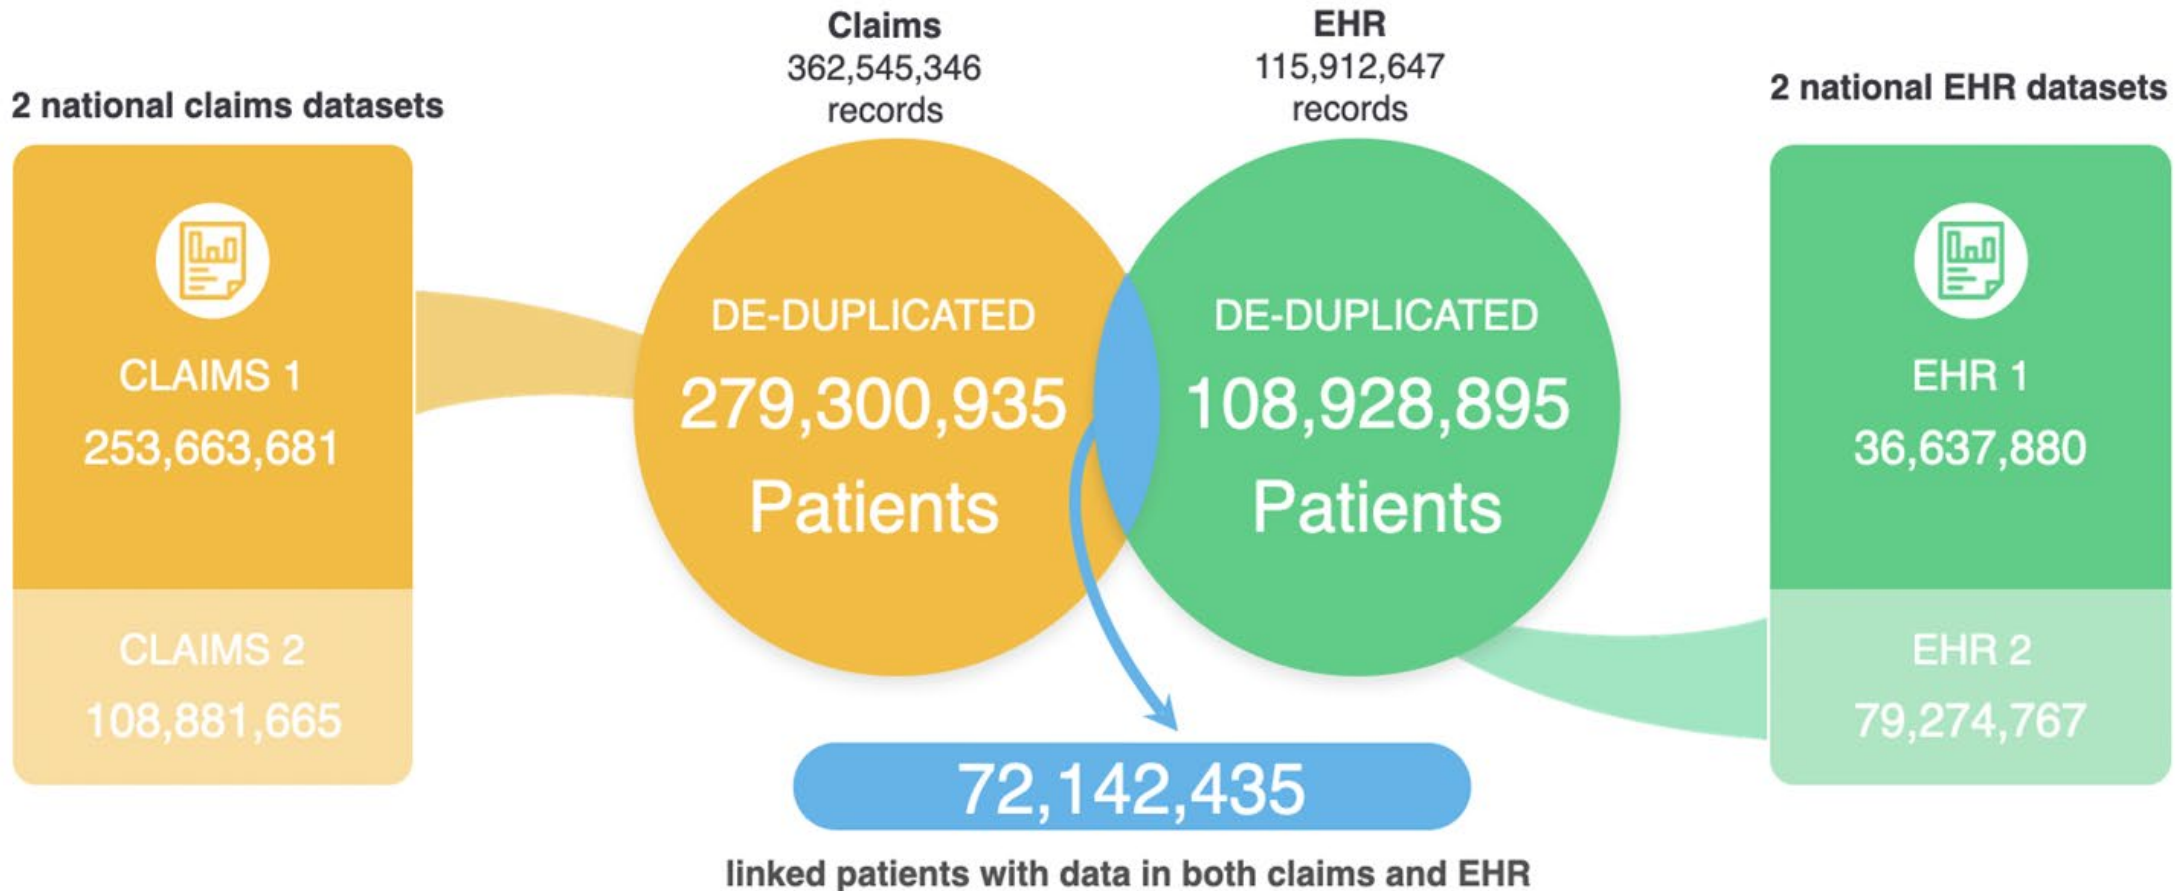 2 national claims datasets
CLAIMS 1
253,663,681
CLAIMS 2
108,881,665
Claims
362,545,346
records
DE-DUPLICATED
279,300,935
Patients
EHR
115,912,647
records
DE-DUPLICATED
108,928,895
Patients
72,142,435
linked patients with data in both claims and EHR
2 national EHR datasets
EHR 1
36,637,880
EHR 2
79,274,767